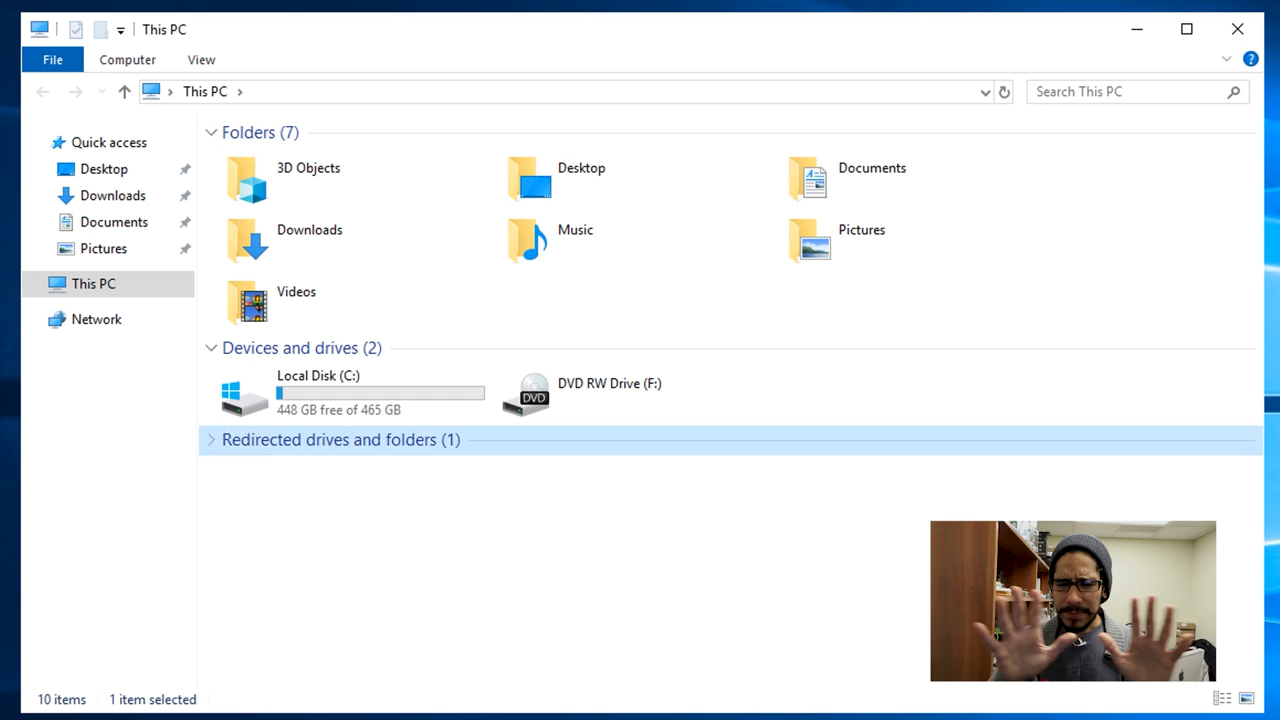 This PC
File
Computer
View
This PC
Search This PC
Quick access
Desktop
Downloads
Documents
Pictures
This PC
Network
Folders (7)
3D Objects
Desktop
Documents
Downloads
Music
Pictures
Videos
Devices and drives (2)
Local Disk (C:)
448 GB free of 465 GB
DVD
DVD RW Drive (F:)
Redirected drives and folders (1)
10 items
1 item selected